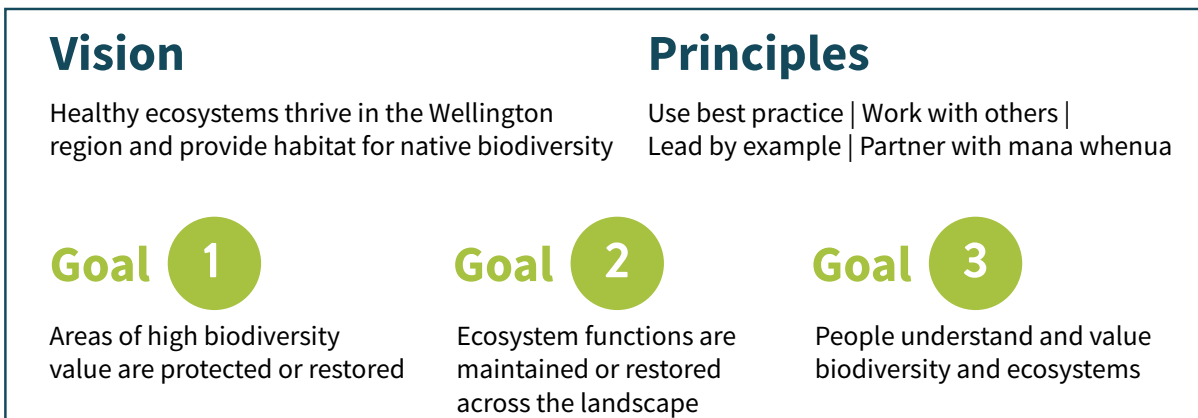 Vision
Healthy ecosystems thrive in the Wellington
region and provide habitat for native biodiversity
Principles
Use best practice | Work with others |
Lead by example | Partner with mana whenua
Goal 1
Areas of high biodiversity
value are protected or restored
Goal 2
Ecosystem functions are
maintained or restored
across the landscape
Goal 3
People understand and value
biodiversity and ecosystems